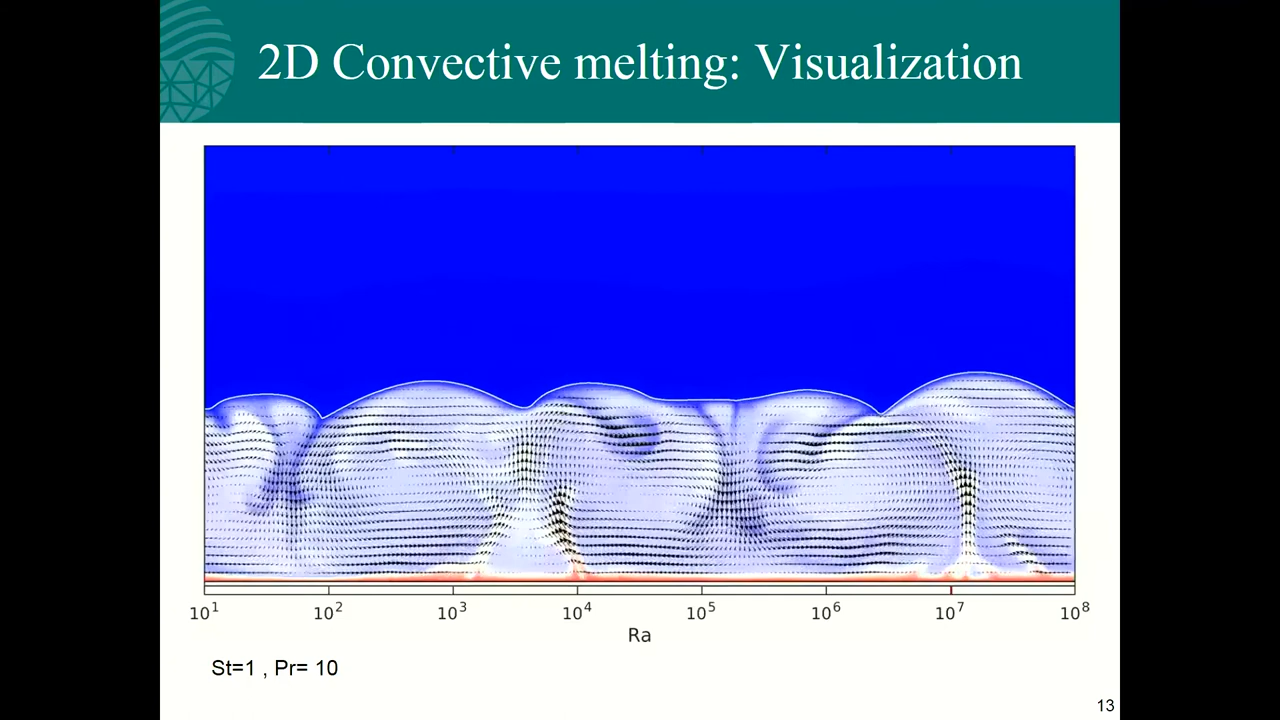 2D Convective melting: Visualization
10¹ 10² 10³ 10⁴ 10⁵ 10⁶ 10⁷ 10⁸
Ra
St=1 , Pr= 10
13